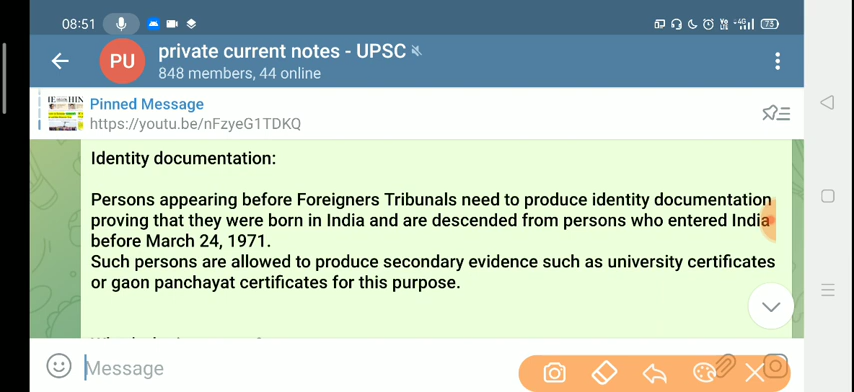 08:51
4G
73
PU
private current notes - UPSC
848 members, 44 online
Pinned Message
https://youtu.be/nFzyeG1TDKQ
Identity documentation:
Persons appearing before Foreigners Tribunals need to produce identity documentation
proving that they were born in India and are descended from persons who entered India
before March 24, 1971.
Such persons are allowed to produce secondary evidence such as university certificates
or gaon panchayat certificates for this purpose.
Message